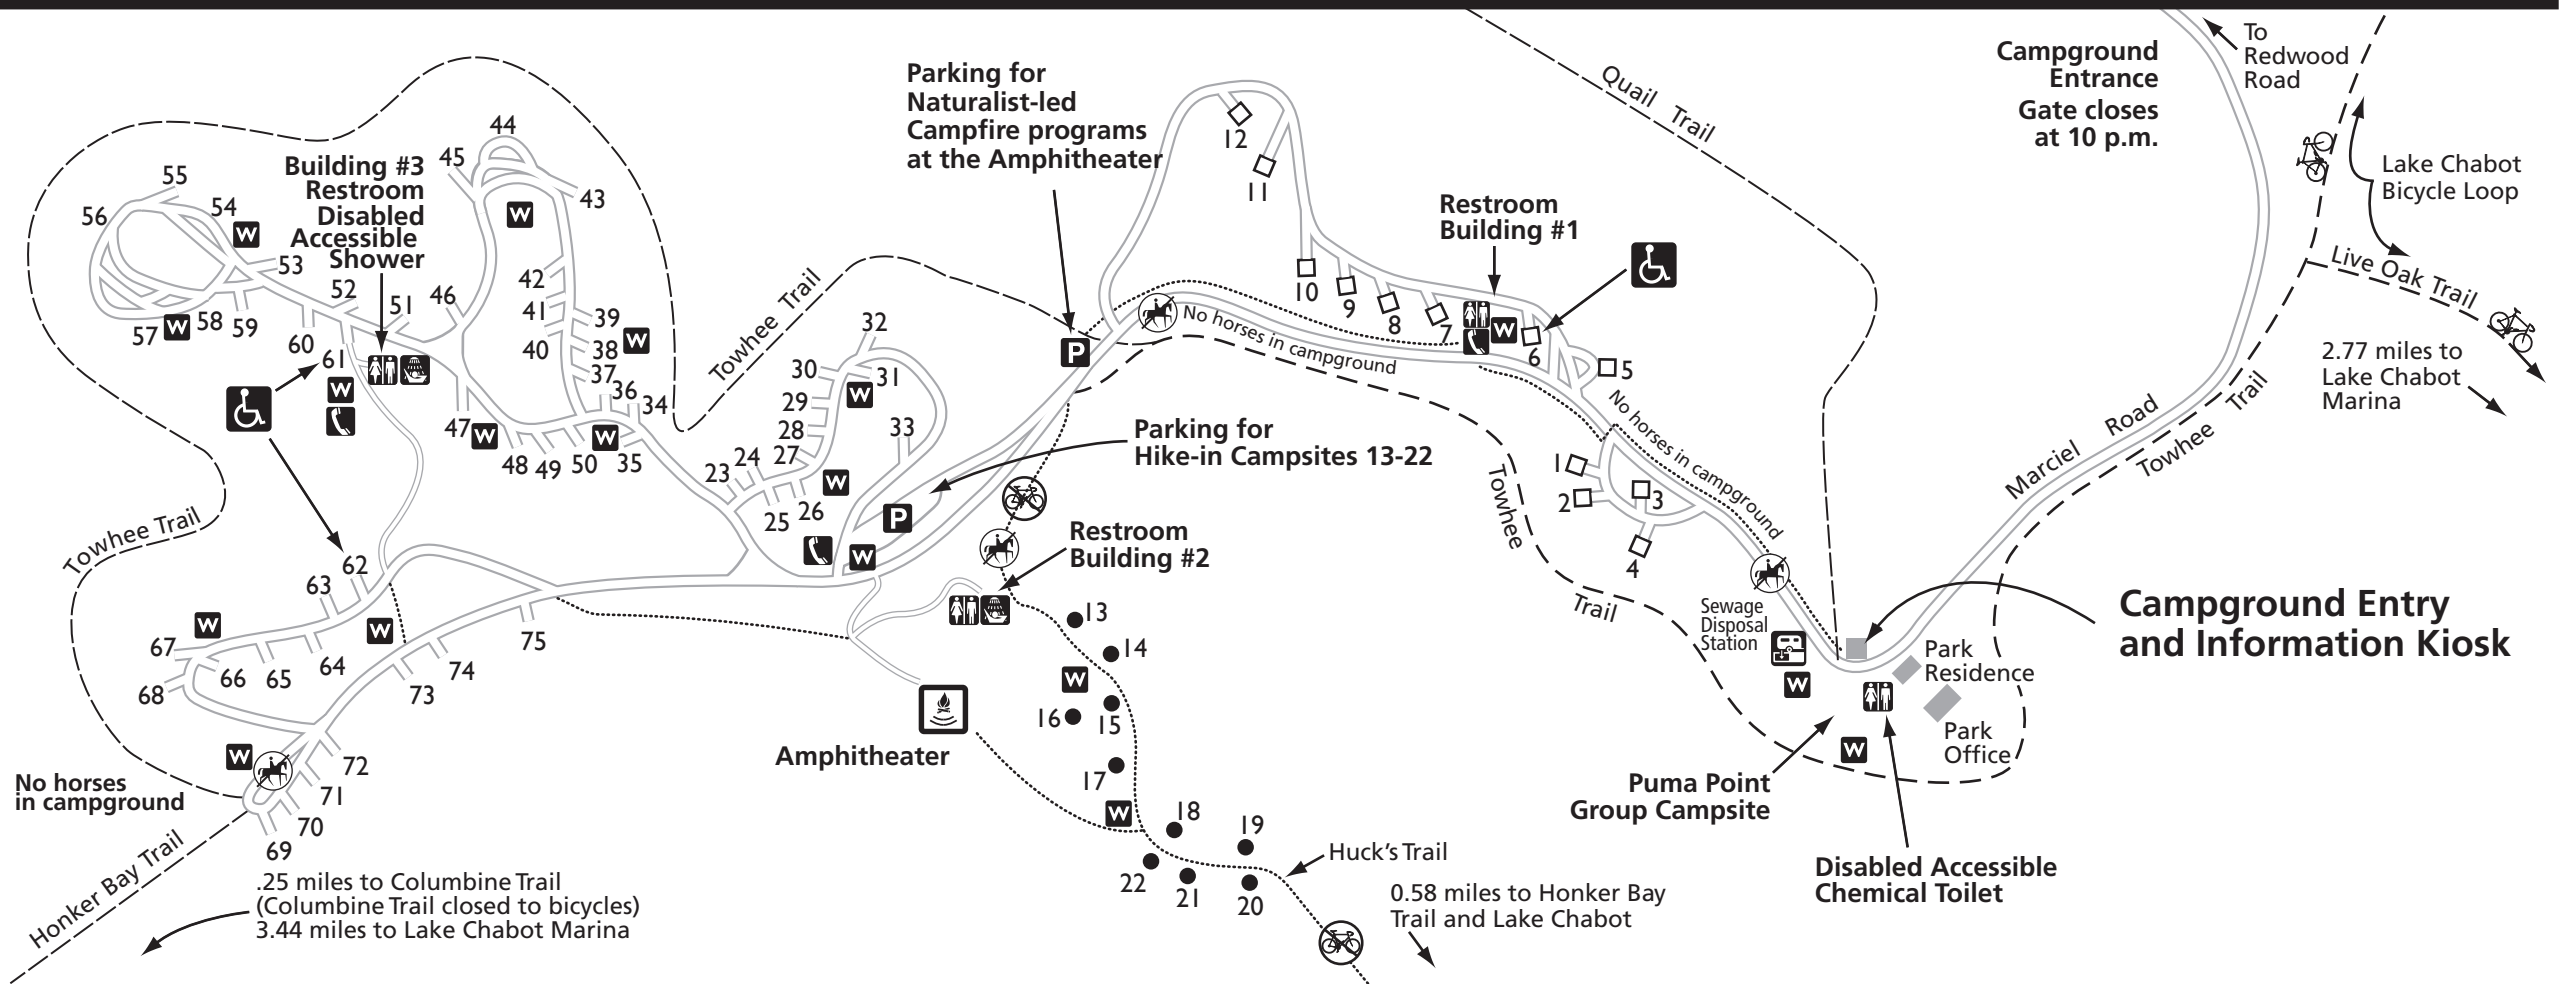 Parking for
Naturalist-led
Campfire programs
at the Amphitheater
Quail Trail
Campground
Entrance
Gate closes
at 10 p.m.
To
Redwood
Road
Lake Chabot
Bicycle Loop
Live Oak Trail
2.77 miles to
Lake Chabot
Marina
Marciel Road
Towhee Trail
Restroom
Building #1
No horses in campground
No horses in campground
Towhee Trail
12
11
10
9
8
7
6
5
1
2
3
4
P
W
Building #3
Restroom
Disabled
Accessible
Shower
44
45
43
W
55
54
56
W
53
52
51
46
42
41
40
39
38
W
37
36
34
57
W
58
59
60
61
W
47
W
48
49
50
W
35
Towhee Trail
32
30
31
W
29
28
27
33
23
24
25
26
W
P
W
Parking for
Hike-in Campsites 13-22
Restroom
Building #2
Towhee Trail
62
63
W
W
67
66
65
64
68
75
74
73
72
71
70
69
W
No horses
in campground
Honker Bay Trail
.25 miles to Columbine Trail
(Columbine Trail closed to bicycles)
3.44 miles to Lake Chabot Marina
Amphitheater
13
14
W
15
16
17
W
18
19
22
21
20
Huck's Trail
0.58 miles to Honker Bay
Trail and Lake Chabot
Sewage
Disposal
Station
W
W
Park
Residence
Park
Office
Campground Entry
and Information Kiosk
Puma Point
Group Campsite
Disabled Accessible
Chemical Toilet